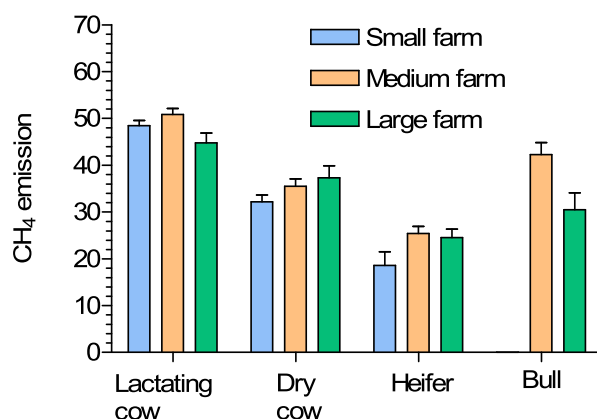 70
60
50
40
30
20
10
0
CH₄ emission
Small farm
Medium farm
Large farm
Lactating
cow
Dry
cow
Heifer
Bull